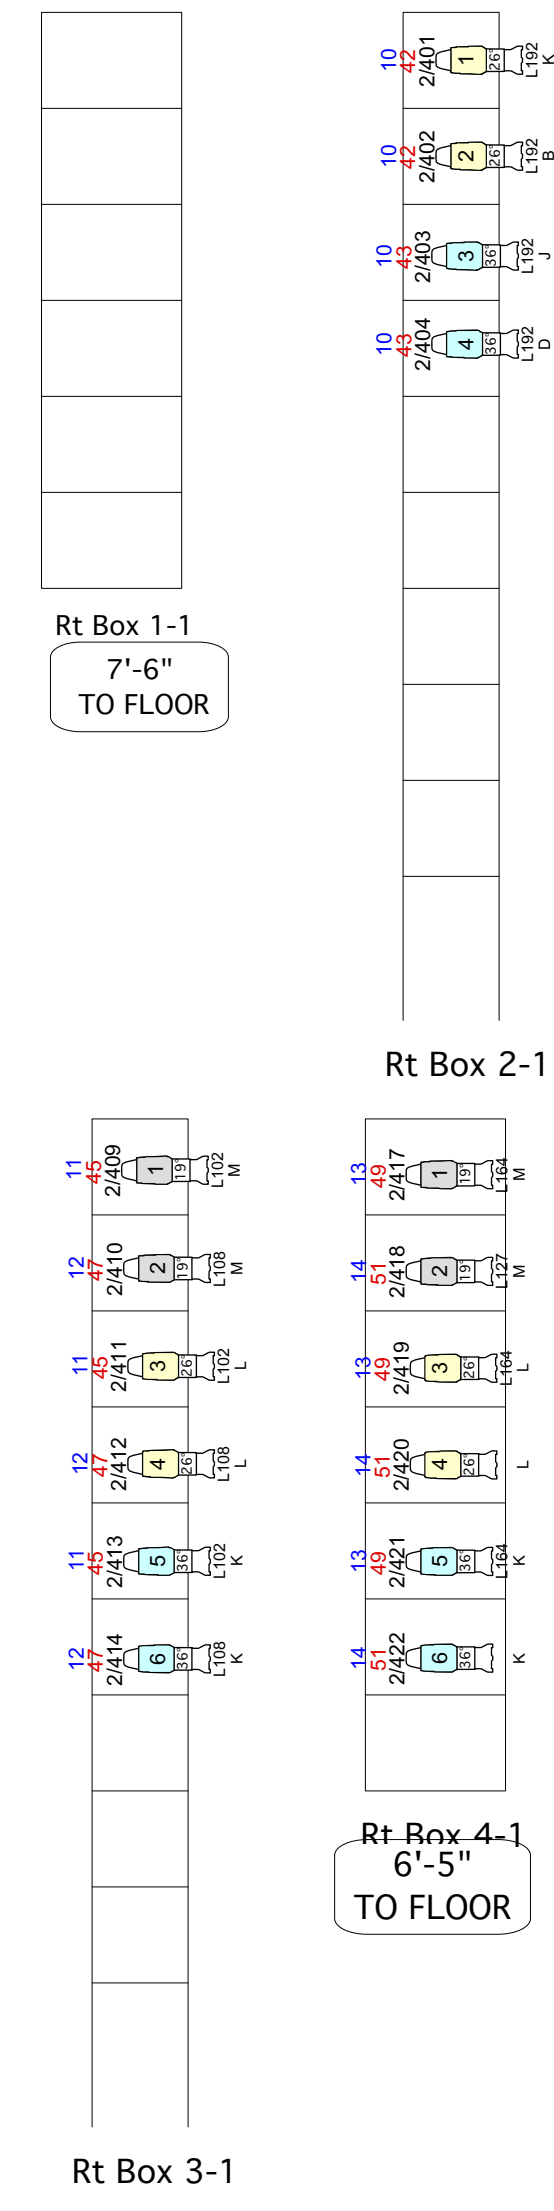 Rt Box 1-1
7'-6"
TO FLOOR
10
42
2/401
1
26°
L192
K
10
42
2/402
2
26°
L192
B
10
43
2/403
3
36°
L192
J
10
43
2/404
4
36°
L192
D
Rt Box 2-1
11
45
2/409
1
19°
L102
M
12
47
2/410
2
19°
L108
M
11
45
2/411
3
26°
L102
L
12
47
2/412
4
26°
L108
L
11
45
2/413
5
36°
L102
K
12
47
2/414
6
36°
L108
K
Rt Box 3-1
13
49
2/417
1
19°
L164
M
14
51
2/418
2
19°
L127
M
13
49
2/419
3
26°
L164
L
14
51
2/420
4
26°
L
13
49
2/421
5
36°
L164
K
14
51
2/422
6
36°
K
Rt Box 4-1
6'-5"
TO FLOOR